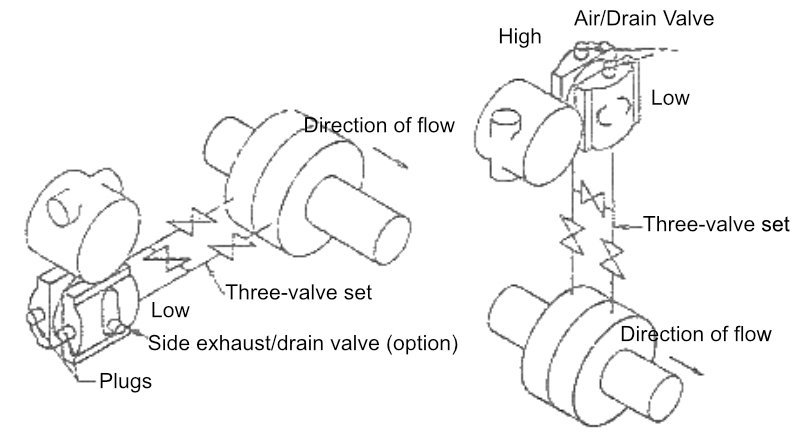 Direction of flow
Three-valve set
Low
Side exhaust/drain valve (option)
Plugs
Air/Drain Valve
High
Low
Three-valve set
Direction of flow